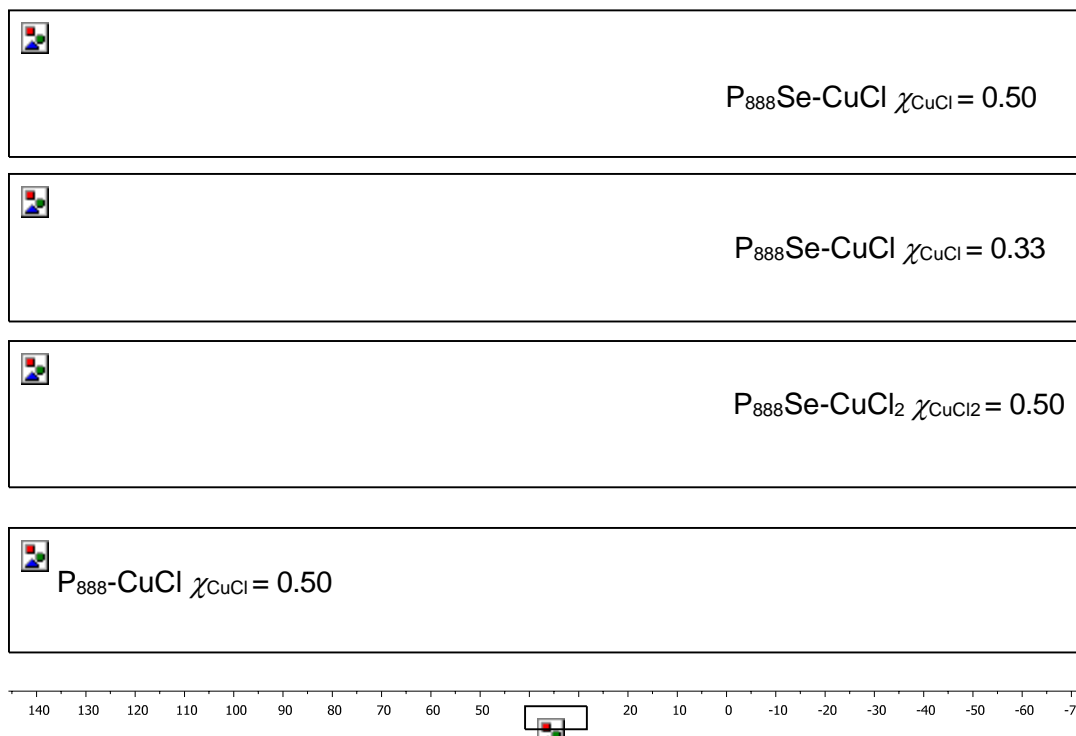 P₈₈₈Se-CuCl χCuCl = 0.50
P₈₈₈Se-CuCl χCuCl = 0.33
P₈₈₈Se-CuCl₂ χCuCl2 = 0.50
P₈₈₈-CuCl χCuCl = 0.50
140 130 120 110 100 90 80 70 60 50 20 10 0 -10 -20 -30 -40 -50 -60 -7